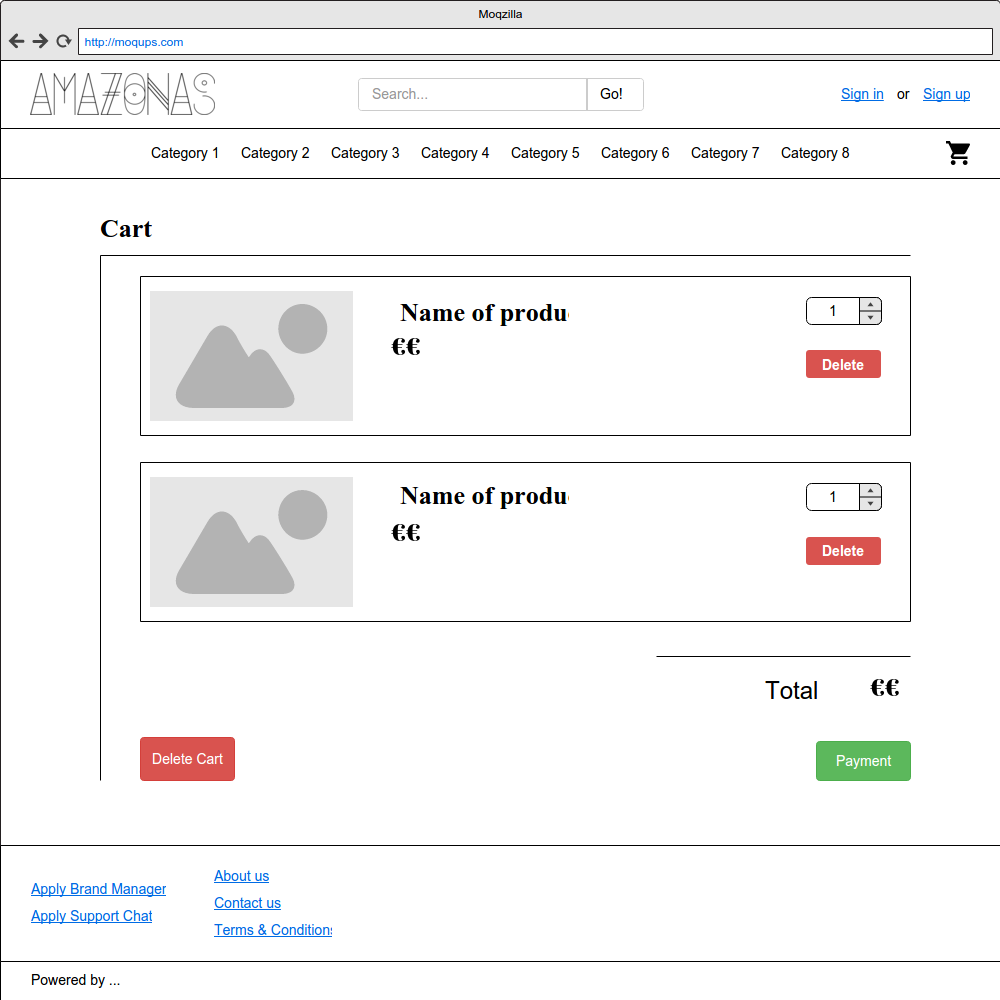 Moqzilla
http://moqups.com
AMAZZONAS
Search... Go!
Sign in or Sign up
Category 1 Category 2 Category 3 Category 4 Category 5 Category 6 Category 7 Category 8
Cart
Name of produ
€€
1
Delete
Name of produ
€€
1
Delete
Total €€
Delete Cart
Payment
Apply Brand Manager
Apply Support Chat
About us
Contact us
Terms & Conditions
Powered by ...